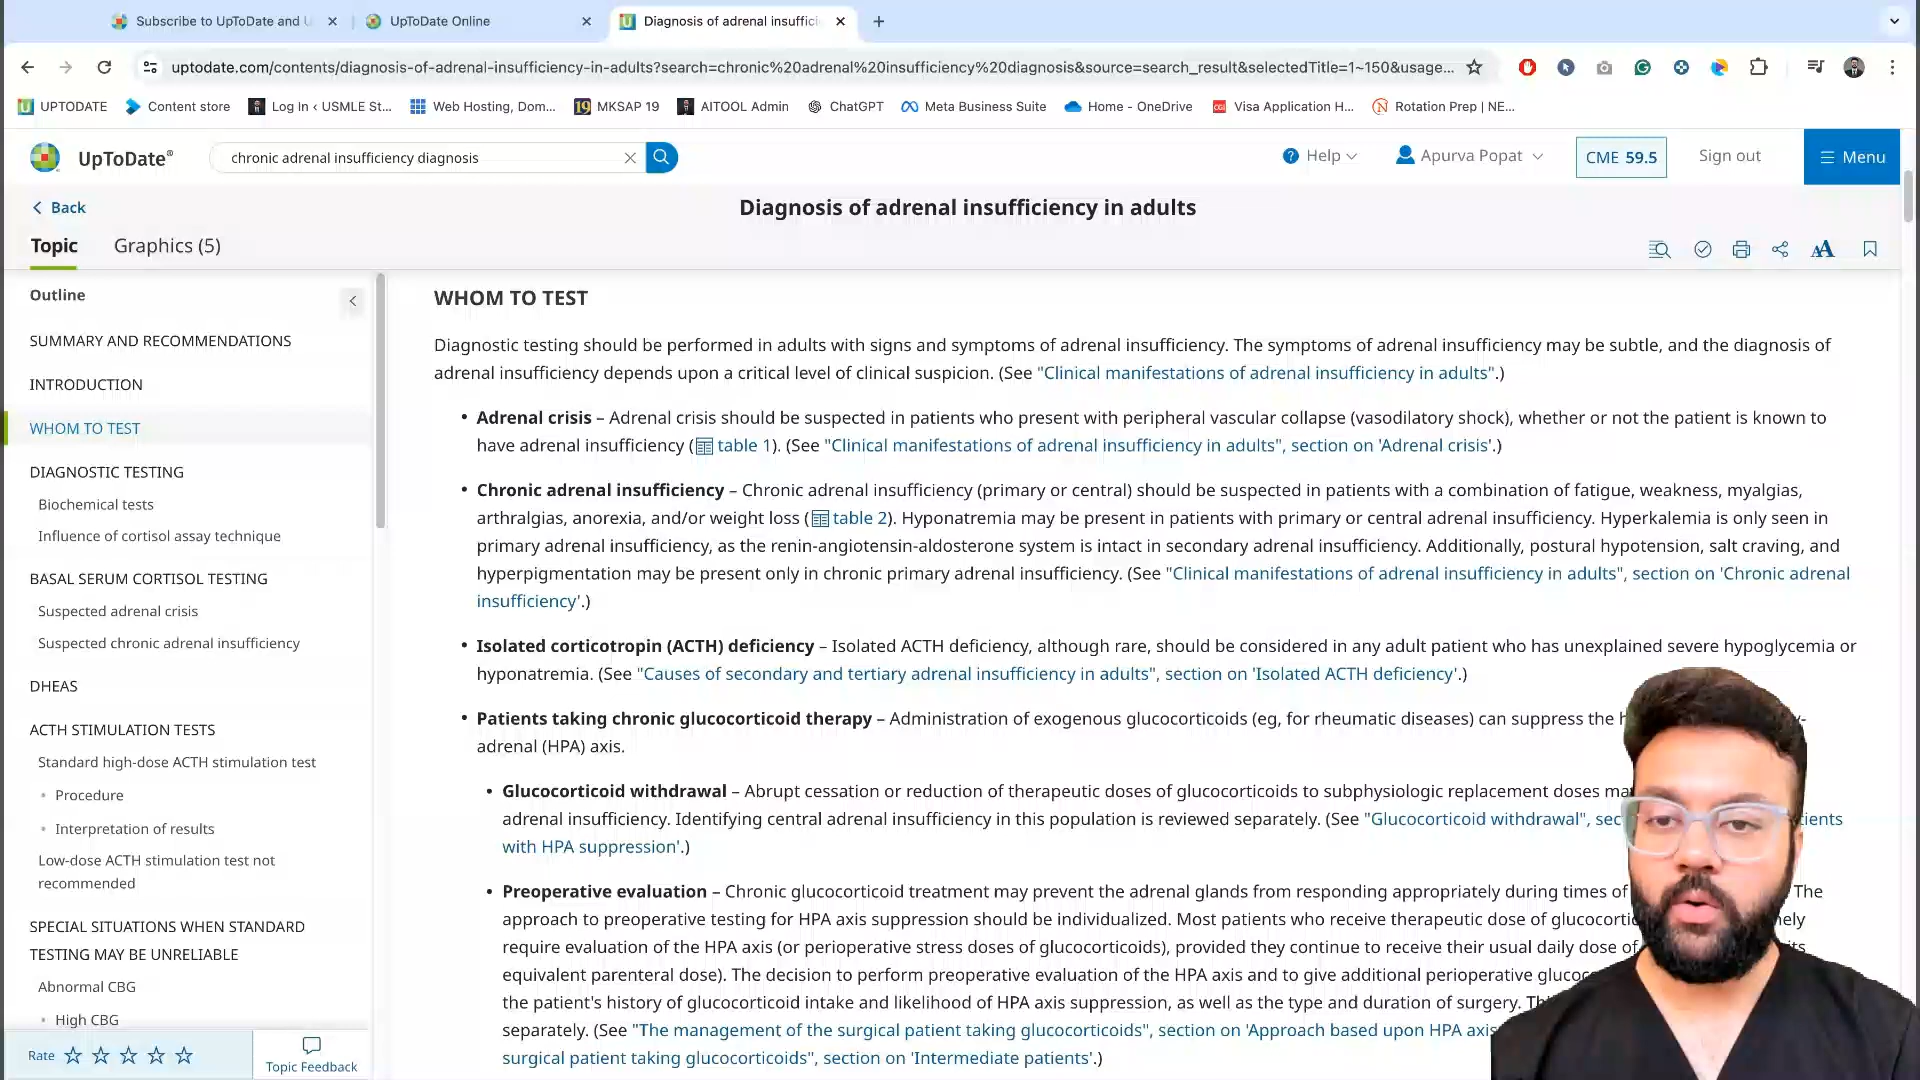 Subscribe to UpToDate and U
UpToDate Online
Diagnosis of adrenal insuffici
uptodate.com/contents/diagnosis-of-adrenal-insufficiency-in-adults?search=chronic%20adrenal%20insufficiency%20diagnosis&source=search_result&selectedTitle=1~150&usage...
UPTODATE
Content store
Log In ‹ USMLE St...
Web Hosting, Dom...
19 MKSAP 19
AITOOL Admin
ChatGPT
Meta Business Suite
Home - OneDrive
CGI Visa Application H...
Rotation Prep | NE...
UpToDate®
chronic adrenal insufficiency diagnosis
Help
Apurva Popat
CME 59.5
Sign out
Menu
Back
Diagnosis of adrenal insufficiency in adults
Topic
Graphics (5)
AA
Outline
SUMMARY AND RECOMMENDATIONS
INTRODUCTION
WHOM TO TEST
DIAGNOSTIC TESTING
Biochemical tests
Influence of cortisol assay technique
BASAL SERUM CORTISOL TESTING
Suspected adrenal crisis
Suspected chronic adrenal insufficiency
DHEAS
ACTH STIMULATION TESTS
Standard high-dose ACTH stimulation test
• Procedure
• Interpretation of results
Low-dose ACTH stimulation test not
recommended
SPECIAL SITUATIONS WHEN STANDARD
TESTING MAY BE UNRELIABLE
Abnormal CBG
• High CBG
Rate
Topic Feedback
WHOM TO TEST
Diagnostic testing should be performed in adults with signs and symptoms of adrenal insufficiency. The symptoms of adrenal insufficiency may be subtle, and the diagnosis of
adrenal insufficiency depends upon a critical level of clinical suspicion. (See "Clinical manifestations of adrenal insufficiency in adults".)
• Adrenal crisis – Adrenal crisis should be suspected in patients who present with peripheral vascular collapse (vasodilatory shock), whether or not the patient is known to
have adrenal insufficiency (table 1). (See "Clinical manifestations of adrenal insufficiency in adults", section on 'Adrenal crisis'.)
• Chronic adrenal insufficiency – Chronic adrenal insufficiency (primary or central) should be suspected in patients with a combination of fatigue, weakness, myalgias,
arthralgias, anorexia, and/or weight loss (table 2). Hyponatremia may be present in patients with primary or central adrenal insufficiency. Hyperkalemia is only seen in
primary adrenal insufficiency, as the renin-angiotensin-aldosterone system is intact in secondary adrenal insufficiency. Additionally, postural hypotension, salt craving, and
hyperpigmentation may be present only in chronic primary adrenal insufficiency. (See "Clinical manifestations of adrenal insufficiency in adults", section on 'Chronic adrenal
insufficiency'.)
• Isolated corticotropin (ACTH) deficiency – Isolated ACTH deficiency, although rare, should be considered in any adult patient who has unexplained severe hypoglycemia or
hyponatremia. (See "Causes of secondary and tertiary adrenal insufficiency in adults", section on 'Isolated ACTH deficiency'.)
• Patients taking chronic glucocorticoid therapy – Administration of exogenous glucocorticoids (eg, for rheumatic diseases) can suppress the
adrenal (HPA) axis.
• Glucocorticoid withdrawal – Abrupt cessation or reduction of therapeutic doses of glucocorticoids to subphysiologic replacement doses
adrenal insufficiency. Identifying central adrenal insufficiency in this population is reviewed separately. (See "Glucocorticoid withdrawal",
with HPA suppression'.)
• Preoperative evaluation – Chronic glucocorticoid treatment may prevent the adrenal glands from responding appropriately during times of The
approach to preoperative testing for HPA axis suppression should be individualized. Most patients who receive therapeutic dose of
require evaluation of the HPA axis (or perioperative stress doses of glucocorticoids), provided they continue to receive their usual daily dose of
equivalent parenteral dose). The decision to perform preoperative evaluation of the HPA axis and to give additional perioperative
the patient's history of glucocorticoid intake and likelihood of HPA axis suppression, as well as the type and duration of surgery.
separately. (See "The management of the surgical patient taking glucocorticoids", section on 'Approach based upon HPA
surgical patient taking glucocorticoids", section on 'Intermediate patients'.)